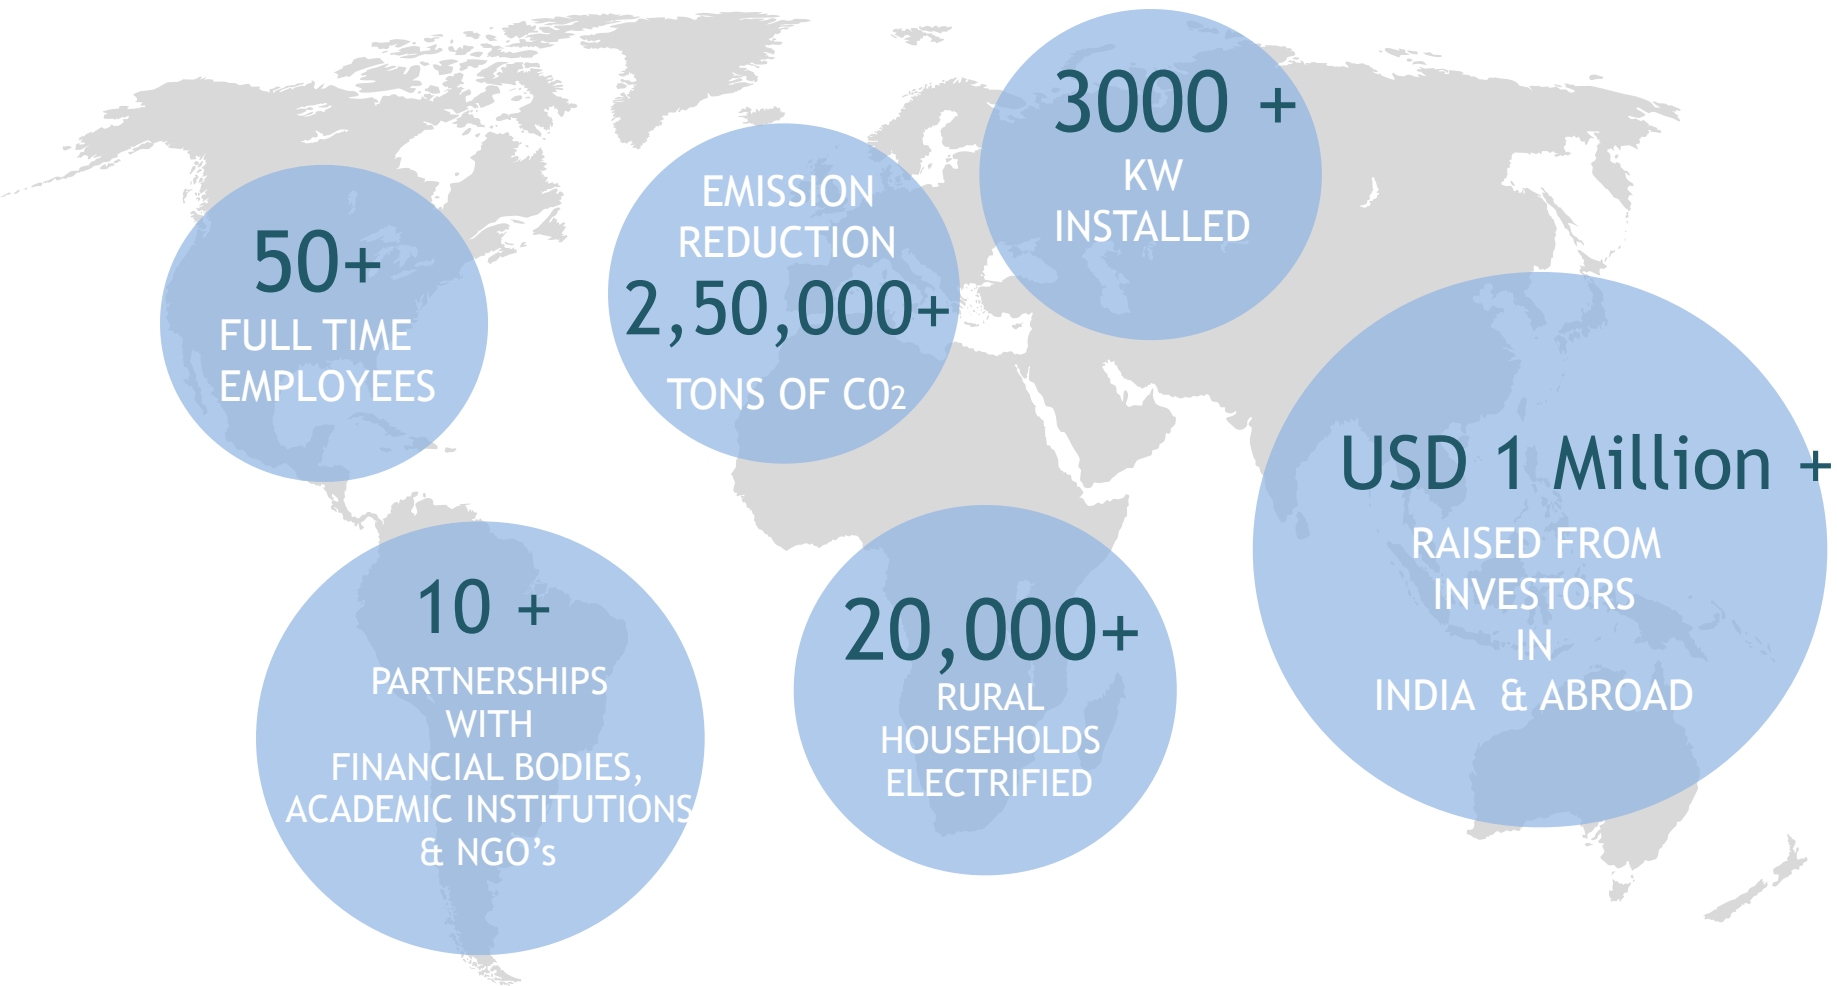 50+
FULL TIME
EMPLOYEES
EMISSION
REDUCTION
2,50,000+
TONS OF C02
3000 +
KW
INSTALLED
USD 1 Million +
RAISED FROM
INVESTORS
IN
INDIA & ABROAD
10 +
PARTNERSHIPS
WITH
FINANCIAL BODIES,
ACADEMIC INSTITUTIONS
& NGO’s
20,000+
RURAL
HOUSEHOLDS
ELECTRIFIED